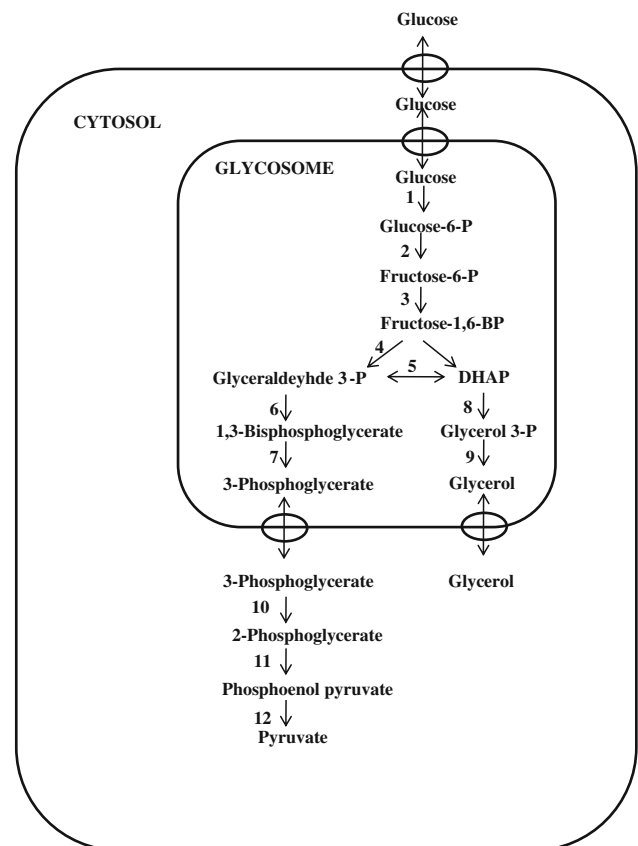 Glucose
Glucose
CYTOSOL
GLYCOSOME
Glucose
1
Glucose-6-P
2
Fructose-6-P
3
Fructose-1,6-BP
4
5
Glyceraldeyhde 3-P
DHAP
6
8
1,3-Bisphosphoglycerate
Glycerol 3-P
7
9
3-Phosphoglycerate
Glycerol
3-Phosphoglycerate
Glycerol
10
2-Phosphoglycerate
11
Phosphoenol pyruvate
12
Pyruvate